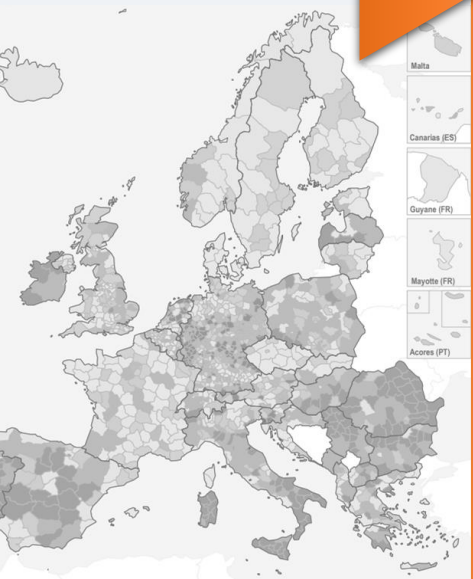 Malta
Canarias (ES)
Guyane (FR)
Mayotte (FR)
Acores (PT)